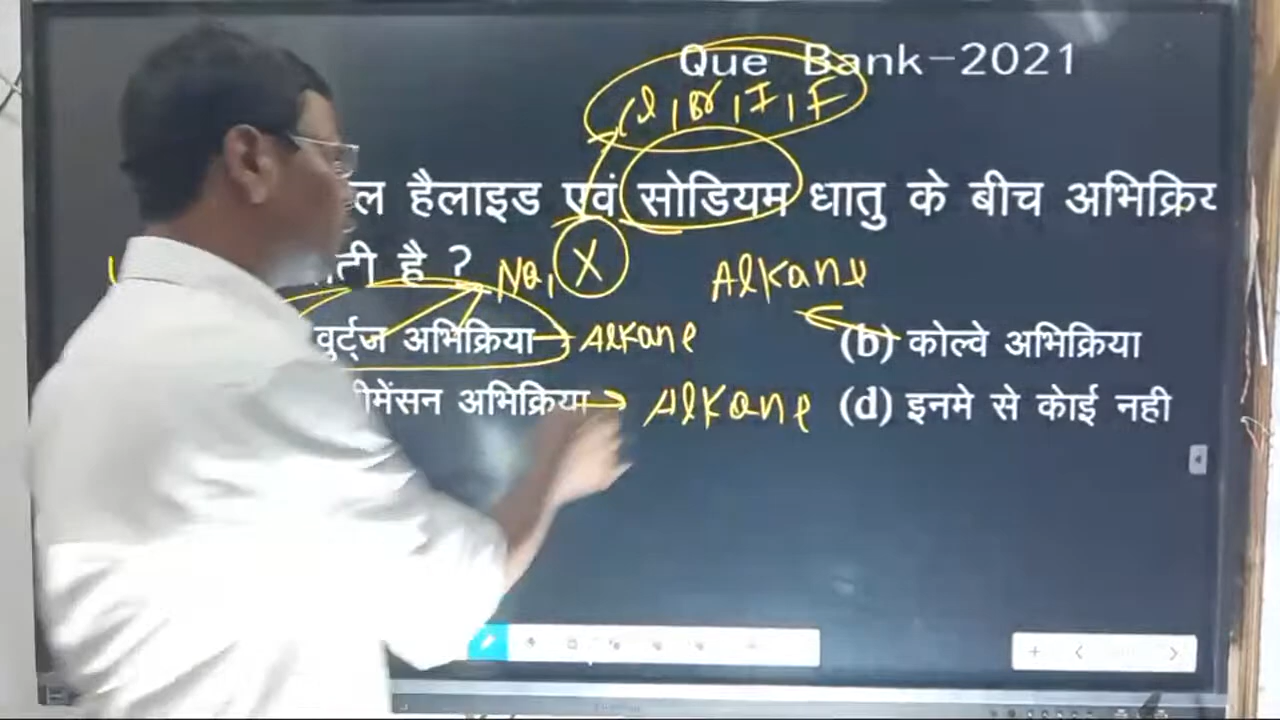 Que Bank-2021
Cl, Br, I, F
ल हैलाइड एवं सोडियम धातु के बीच अभिक्रिय
है ? Na, X Alkane
वुर्ट्ज अभिक्रिया → Alkane (b) कोल्वे अभिक्रिया
मेंसन अभिक्रिया → Alkane (d) इनमे से कोई नही